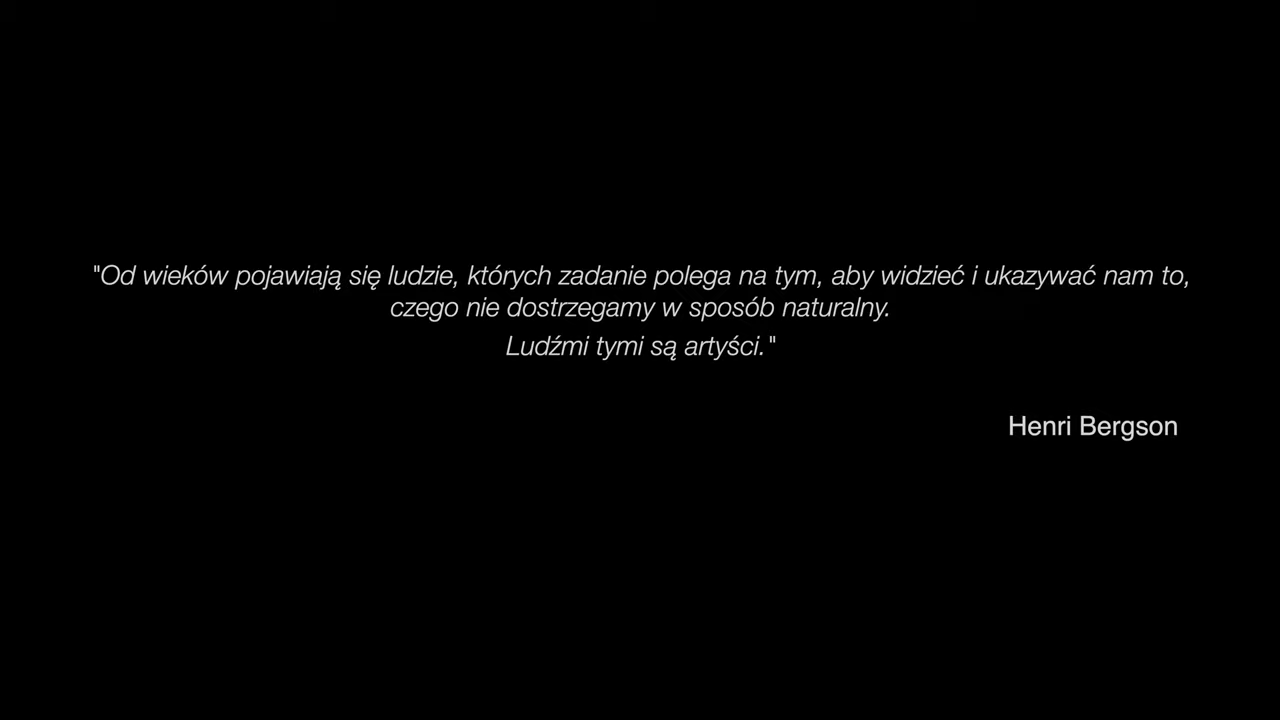 "Od wieków pojawiają się ludzie, których zadanie polega na tym, aby widzieć i ukazywać nam to,
czego nie dostrzegamy w sposób naturalny.
Ludźmi tymi są artyści."
Henri Bergson